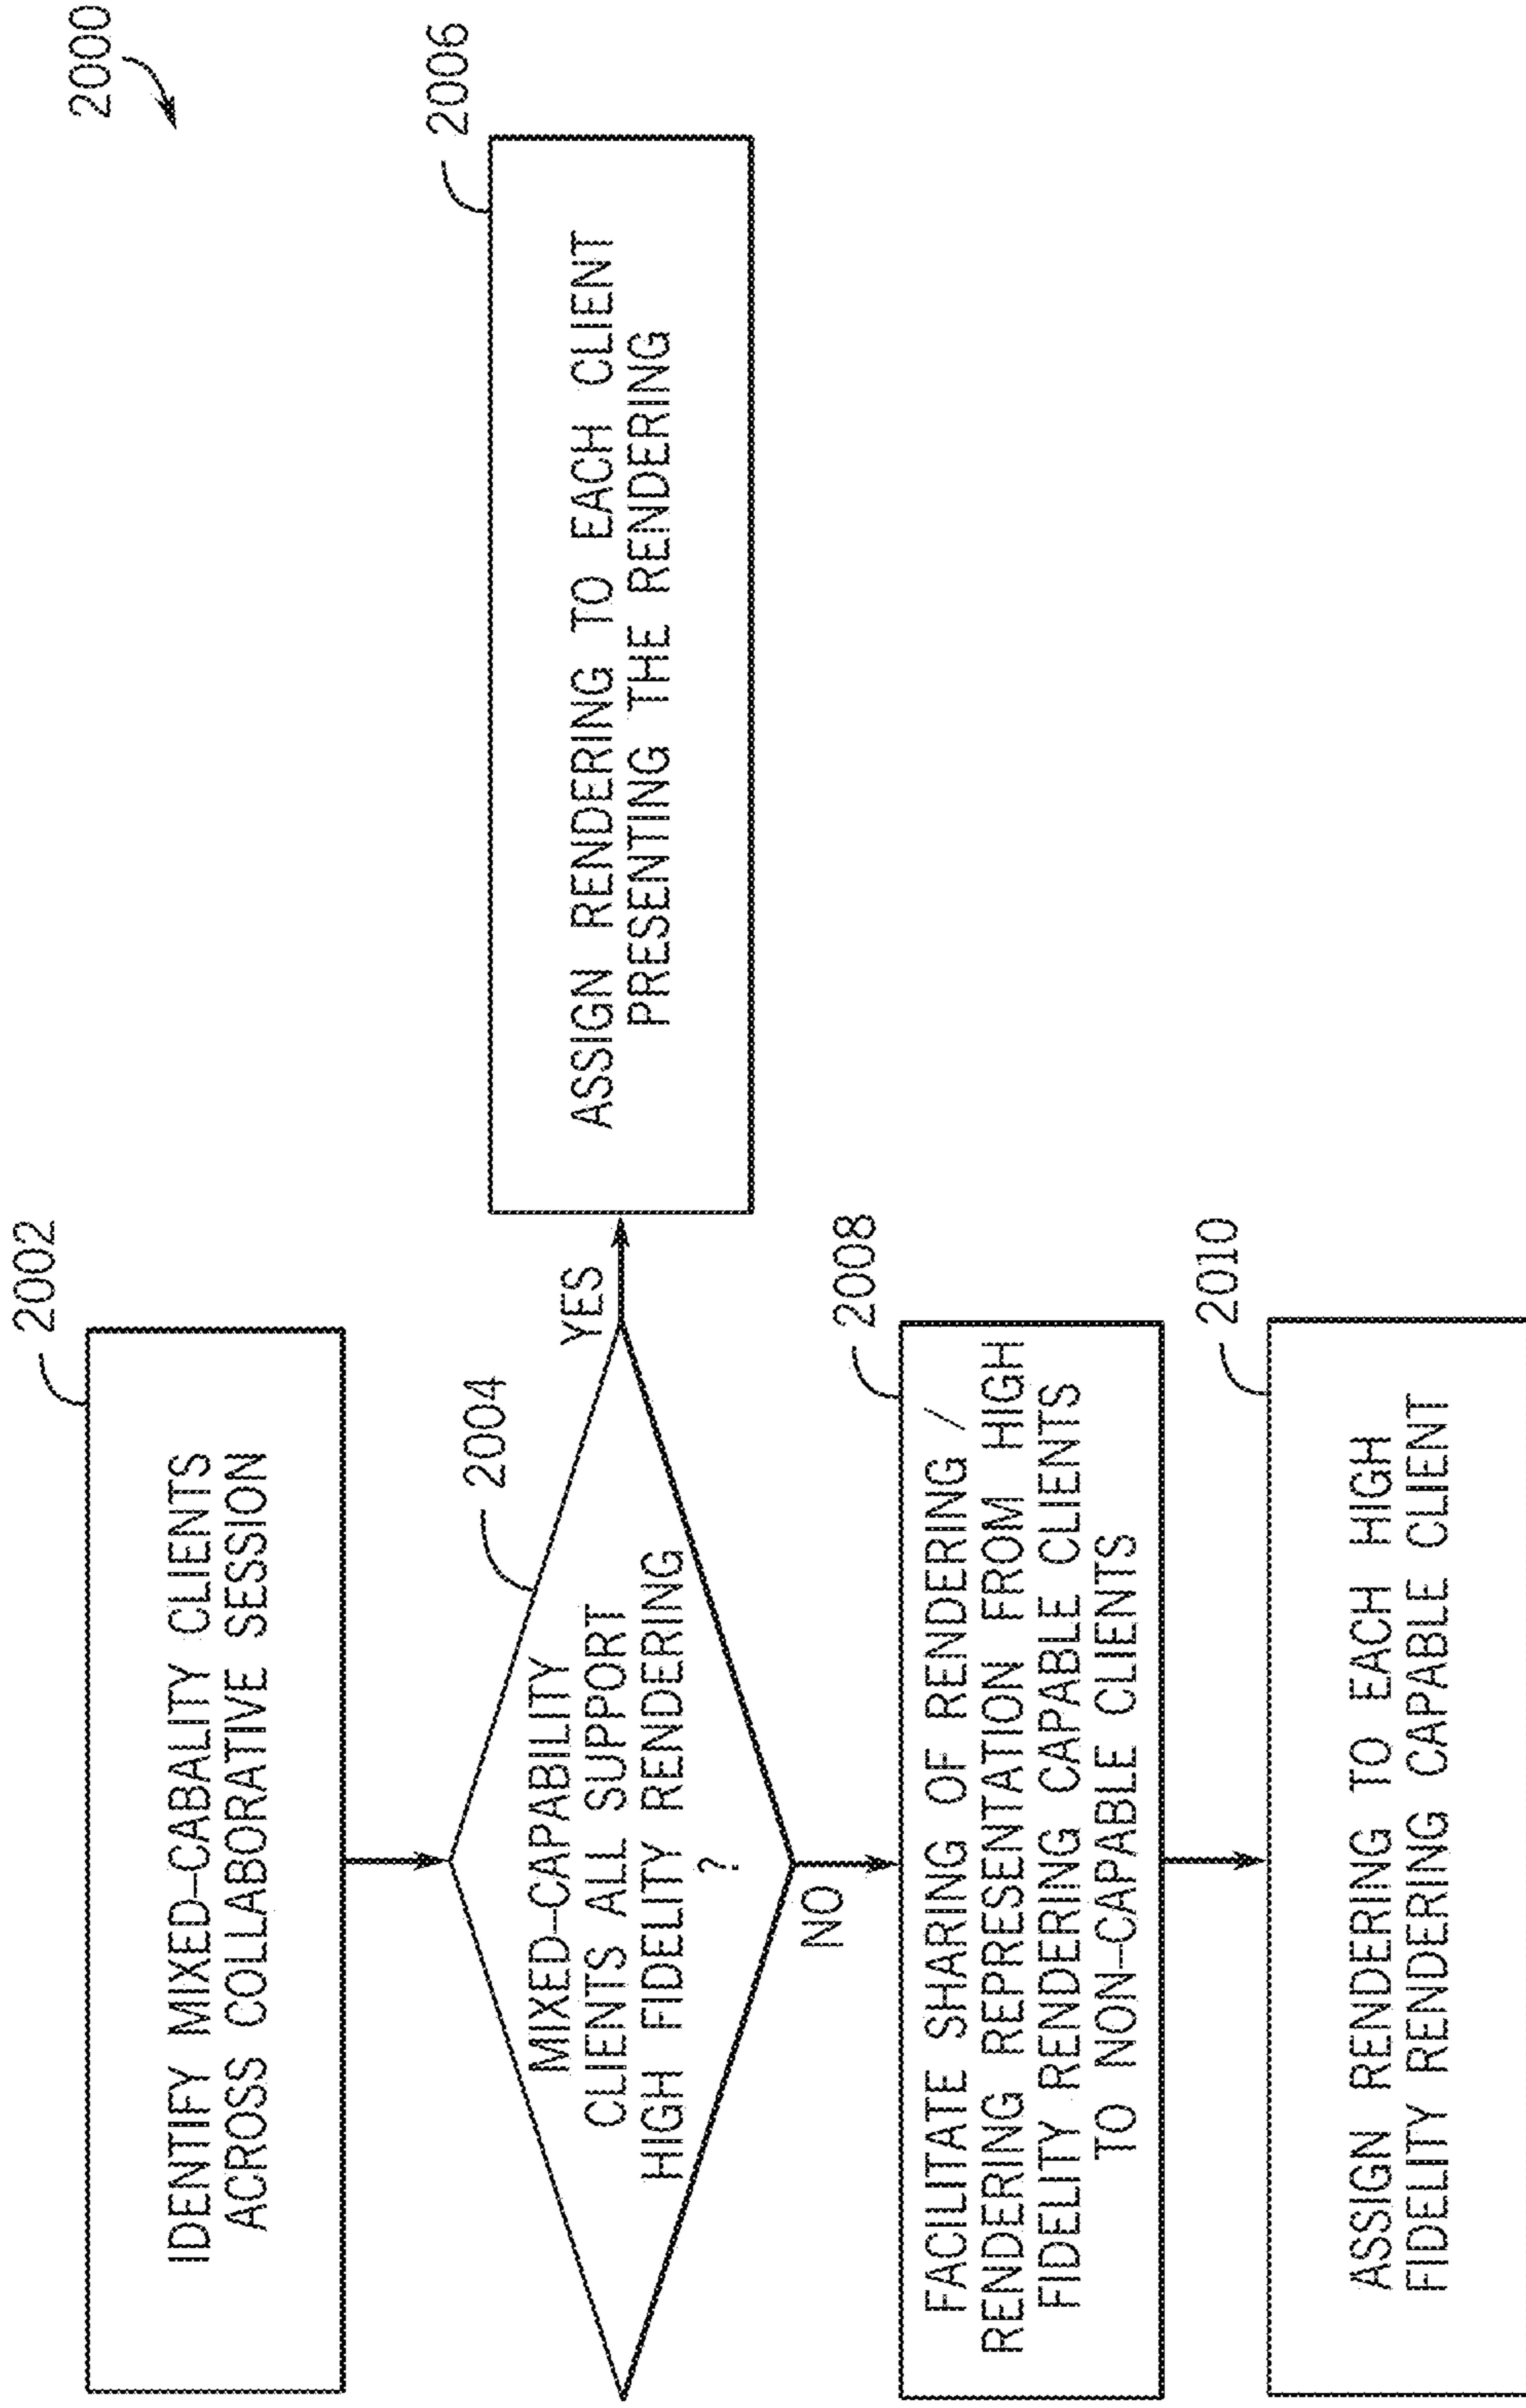 2000
2002
IDENTIFY MIXED-CABALITY CLIENTS
ACROSS COLLABORATIVE SESSION
2004
MIXED-CAPABILITY
CLIENTS ALL SUPPORT
HIGH FIDELITY RENDERING
?
YES
2006
ASSIGN RENDERING TO EACH CLIENT
PRESENTING THE RENDERING
NO
2008
FACILITATE SHARING OF RENDERING /
RENDERING REPRESENTATION FROM HIGH
FIDELITY RENDERING CAPABLE CLIENTS
TO NON-CAPABLE CLIENTS
2010
ASSIGN RENDERING TO EACH HIGH
FIDELITY RENDERING CAPABLE CLIENT